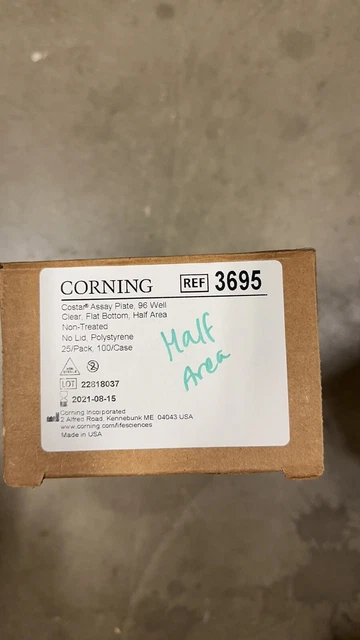 CORNING REF 3695
Costar® Assay Plate, 96 Well
Clear, Flat Bottom, Half Area
Non-Treated
No Lid, Polystyrene
25/Pack, 100/Case
Half
Area
LOT 22818037
2021-08-15
Corning Incorporated
2 Alfred Road, Kennebunk ME 04043 USA
www.corning.com/lifesciences
Made in USA